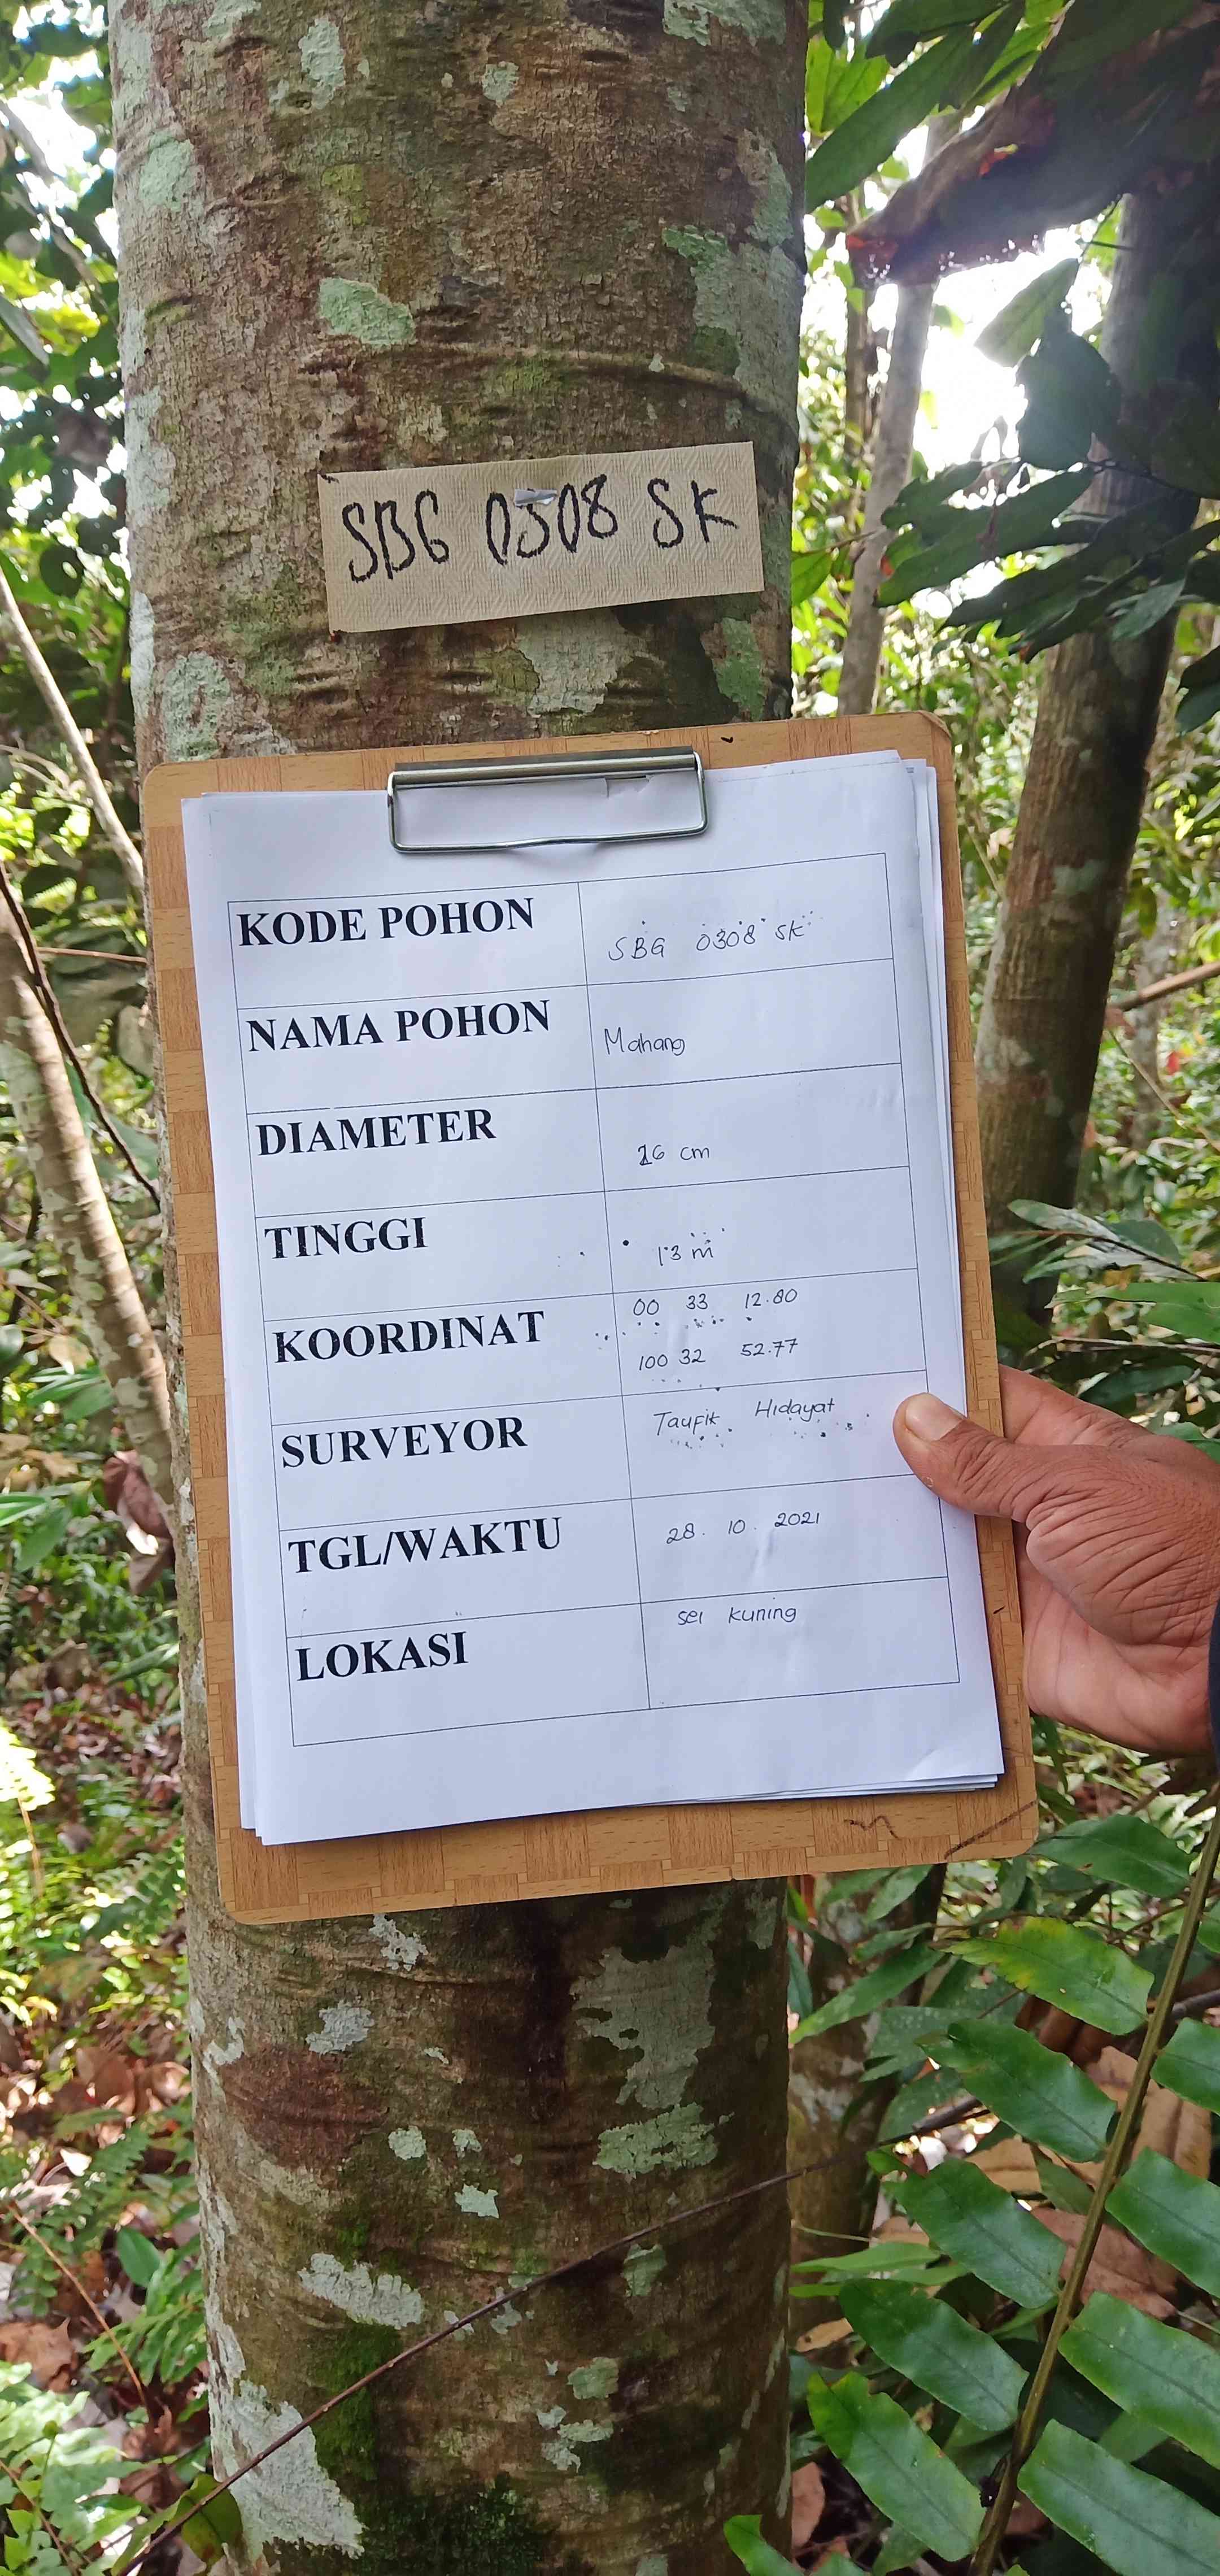 SBG 0308 SK
KODE POHON SBG 0308 SK
NAMA POHON Mahang
DIAMETER 26 cm
TINGGI 13 m
KOORDINAT 00 33 12.80
100 32 52.77
SURVEYOR Taufik Hidayat
TGL/WAKTU 28. 10. 2021
LOKASI sei kuning